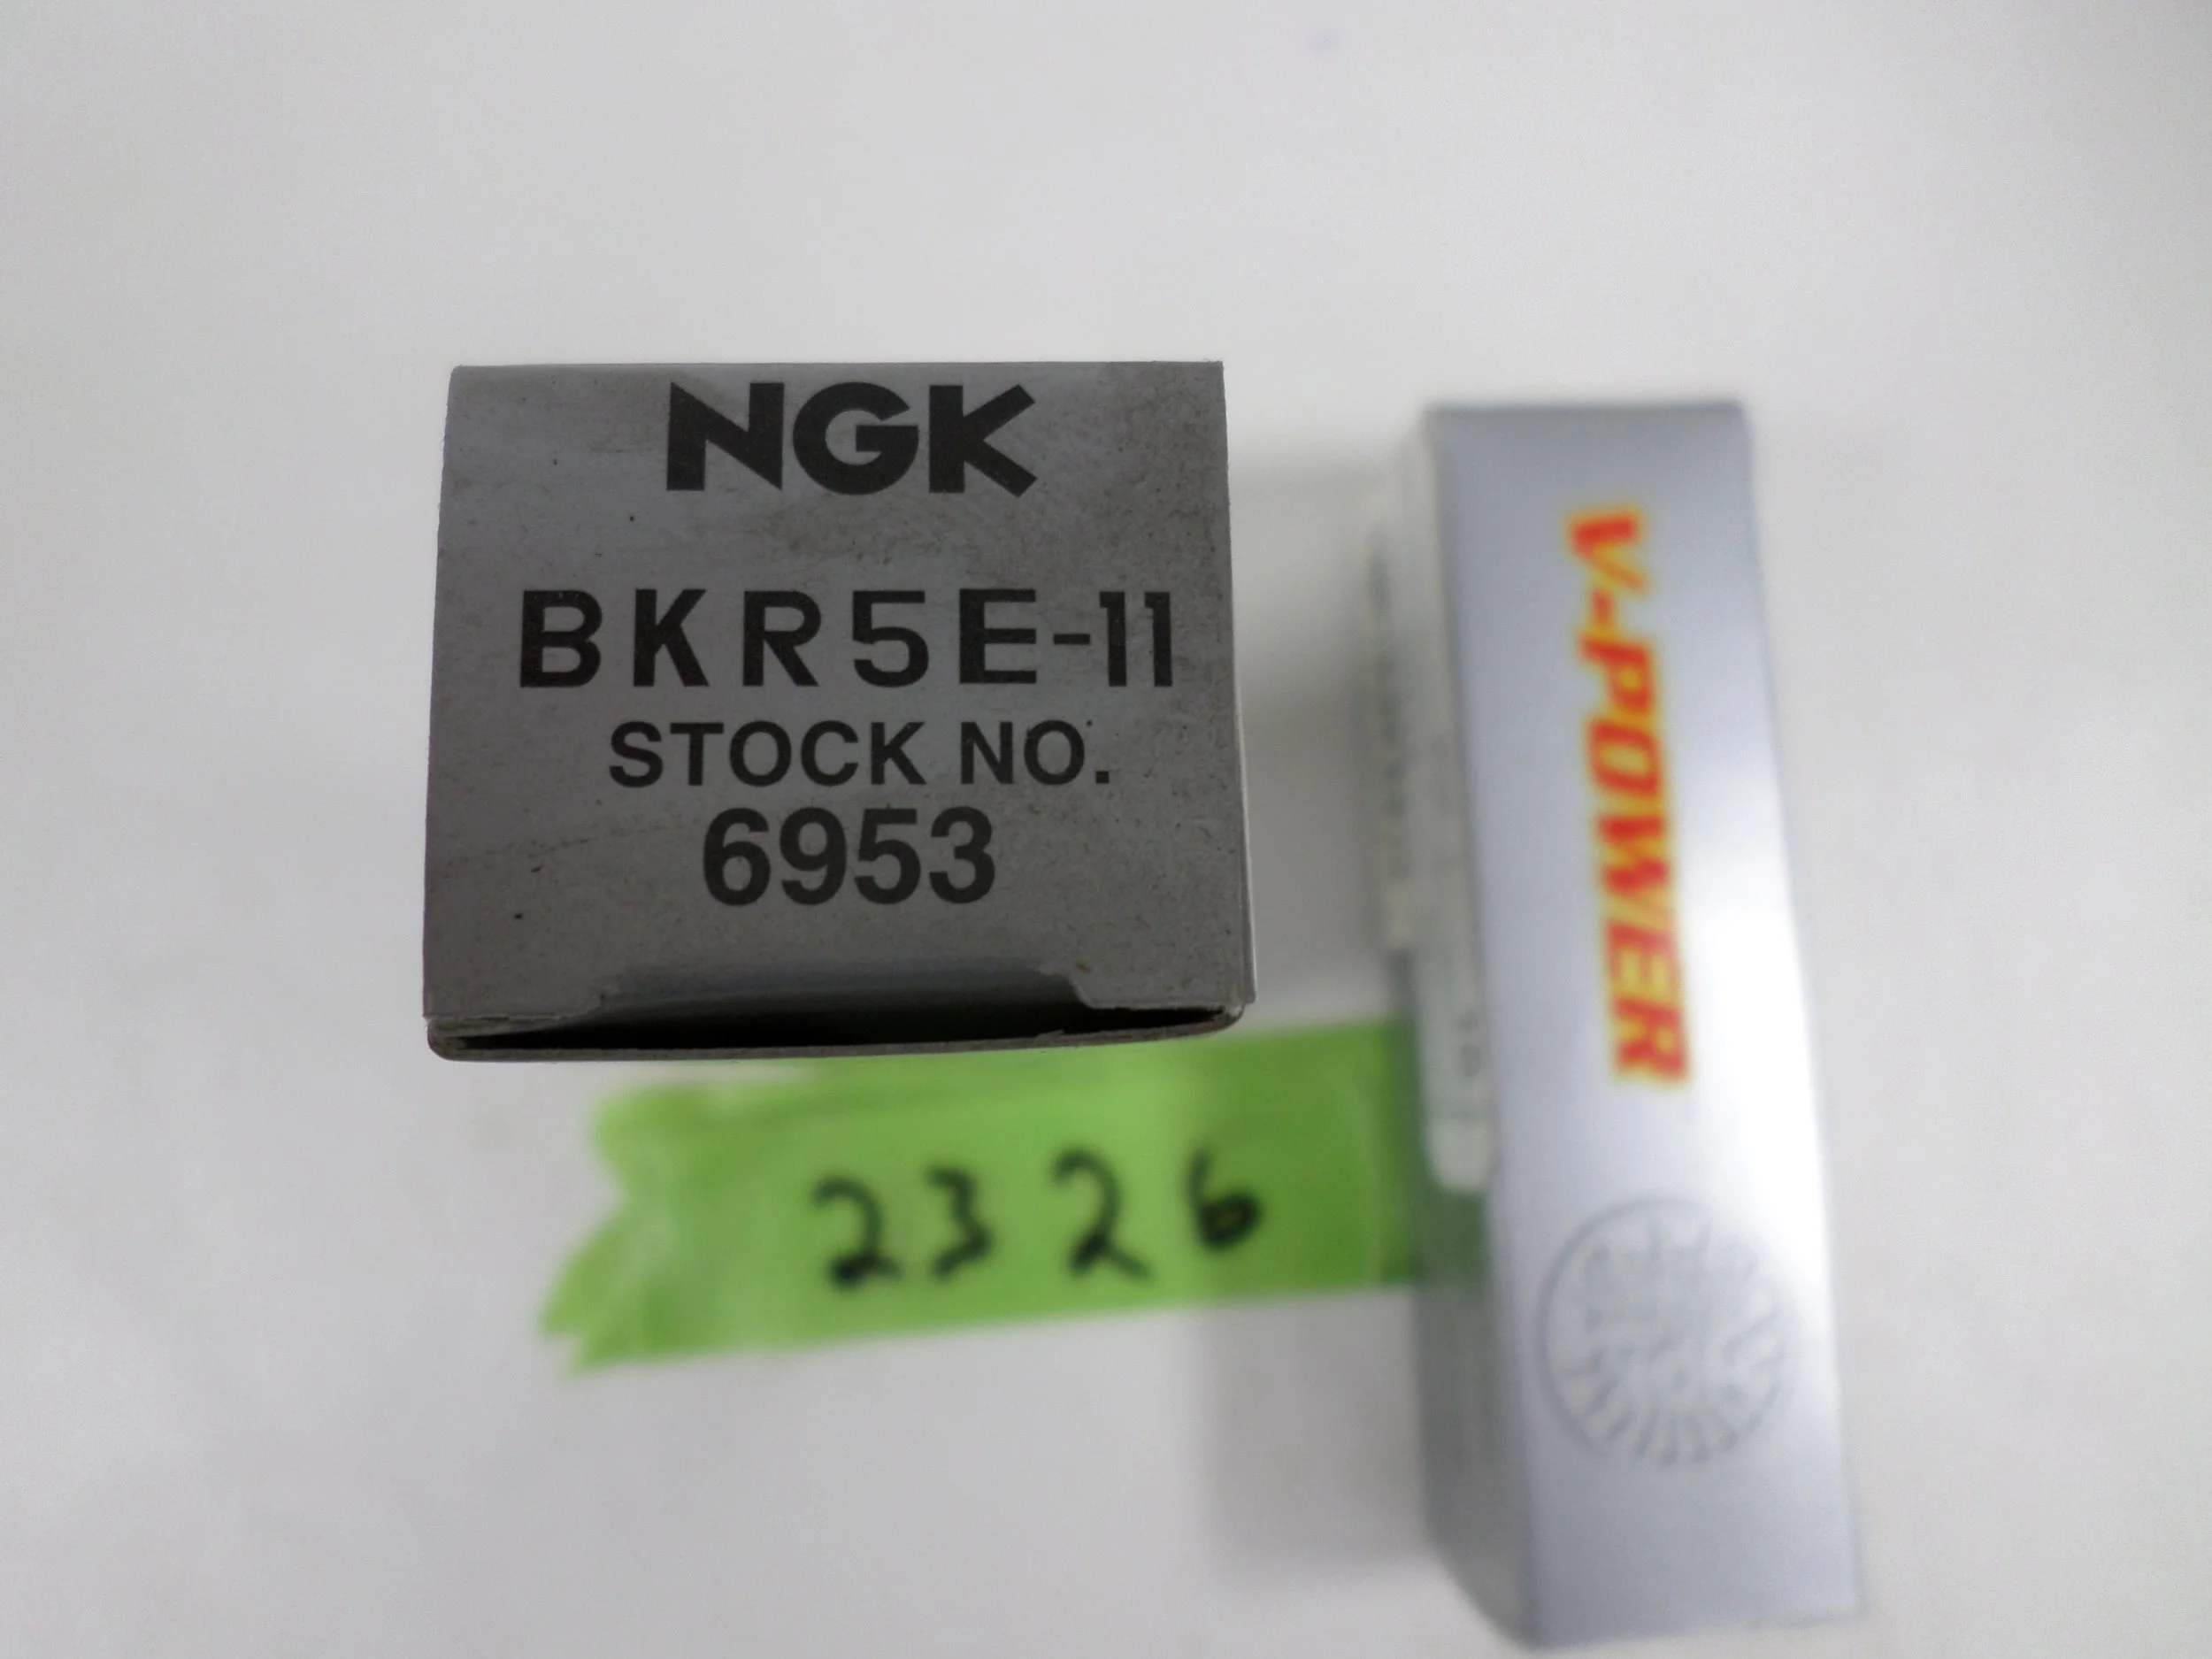 NGK
BKR5E-11
STOCK NO.
6953
V-POWER
2326